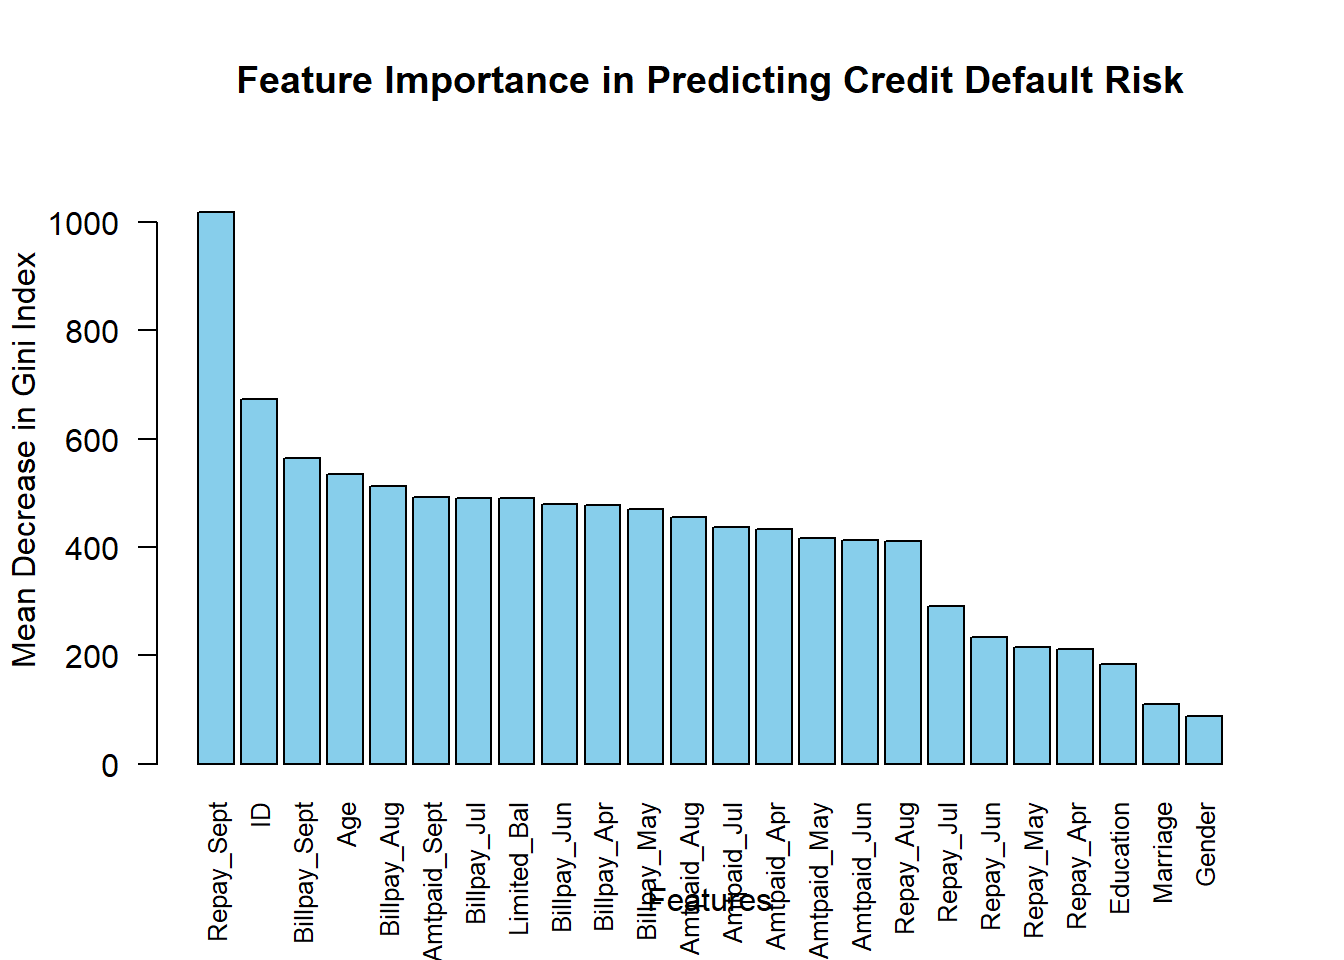 Feature Importance in Predicting Credit Default Risk
Mean Decrease in Gini Index
1000
800
600
400
200
0
Repay_Sept
ID
Billpay_Sept
Age
Billpay_Aug
Amtpaid_Sept
Billpay_Jul
Limited_Bal
Billpay_Jun
Billpay_Apr
Billpay_May
Amtpaid_Aug
Amtpaid_Jul
Amtpaid_Apr
Amtpaid_May
Amtpaid_Jun
Repay_Aug
Repay_Jul
Repay_Jun
Repay_May
Repay_Apr
Education
Marriage
Gender
Features